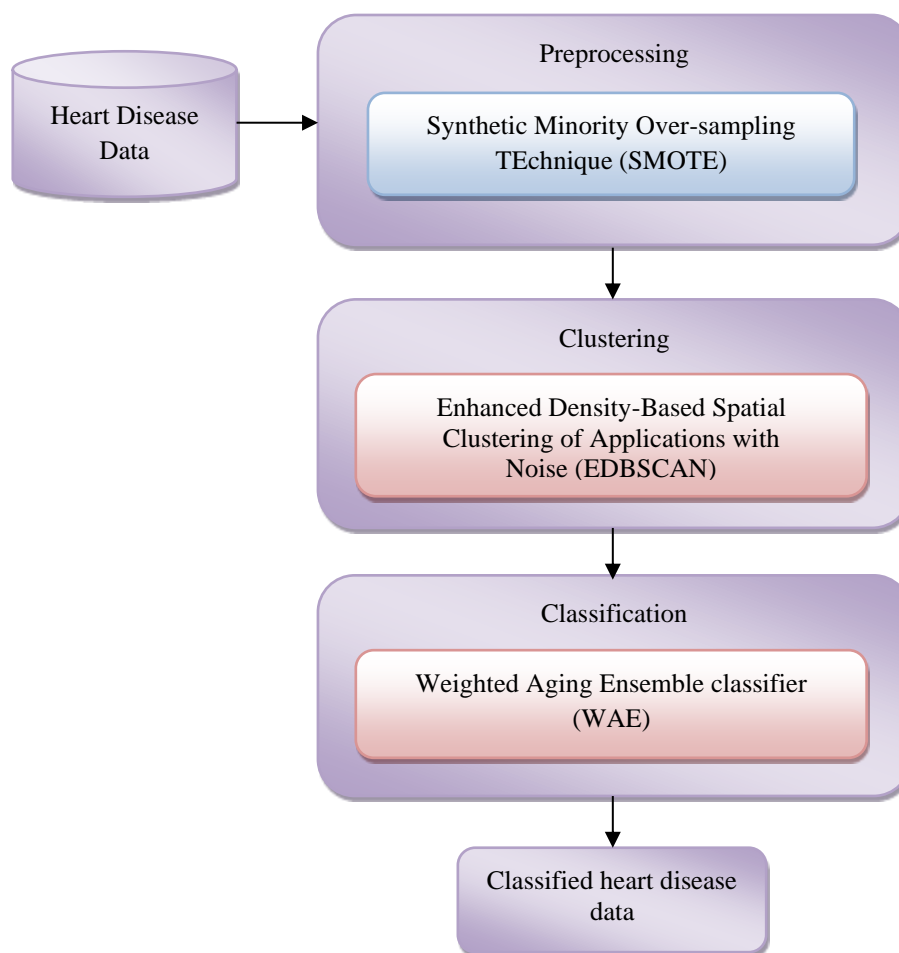 Preprocessing
Heart Disease
Data
Synthetic Minority Over-sampling
TEchnique (SMOTE)
Clustering
Enhanced Density-Based Spatial
Clustering of Applications with
Noise (EDBSCAN)
Classification
Weighted Aging Ensemble classifier
(WAE)
Classified heart disease
data